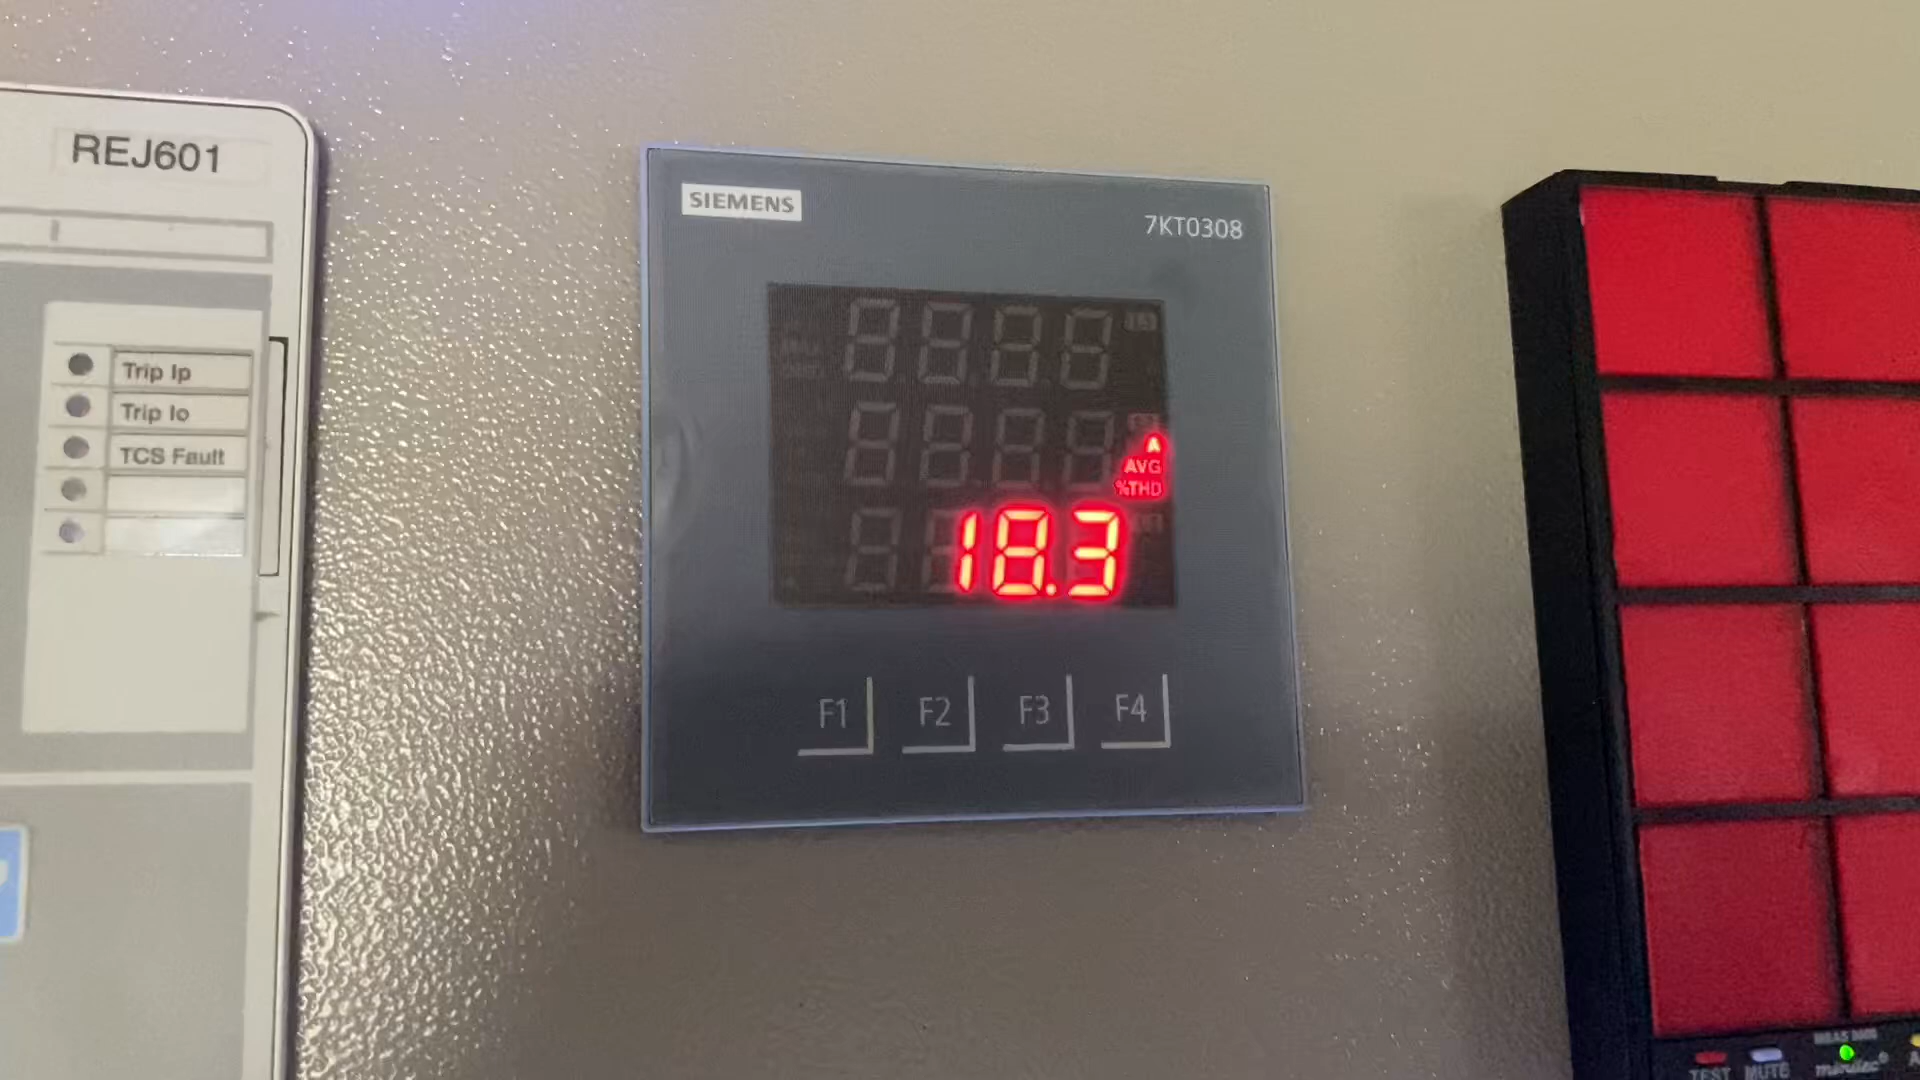 REJ601
Trip Ip
Trip Io
TCS Fault
SIEMENS
7KT0308
A
AVG
%THD
18.3
F1
F2
F3
F4
TEST
MUTE